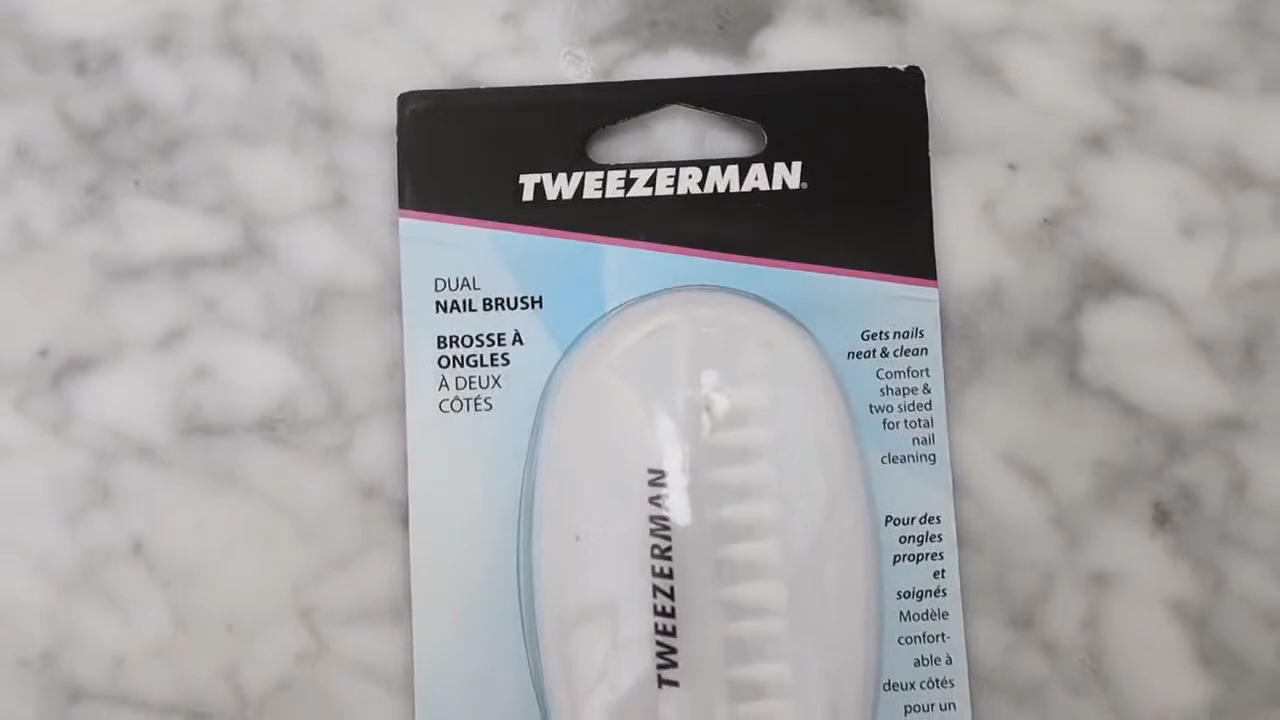 TWEEZERMAN®
DUAL
NAIL BRUSH
BROSSE À
ONGLES
À DEUX
CÔTÉS
Gets nails
neat & clean
Comfort
shape &
two sided
for total
nail
cleaning
Pour des
ongles
propres
et
soignés
Modèle
confort-
able à
deux côtés
pour un
TWEEZERMAN